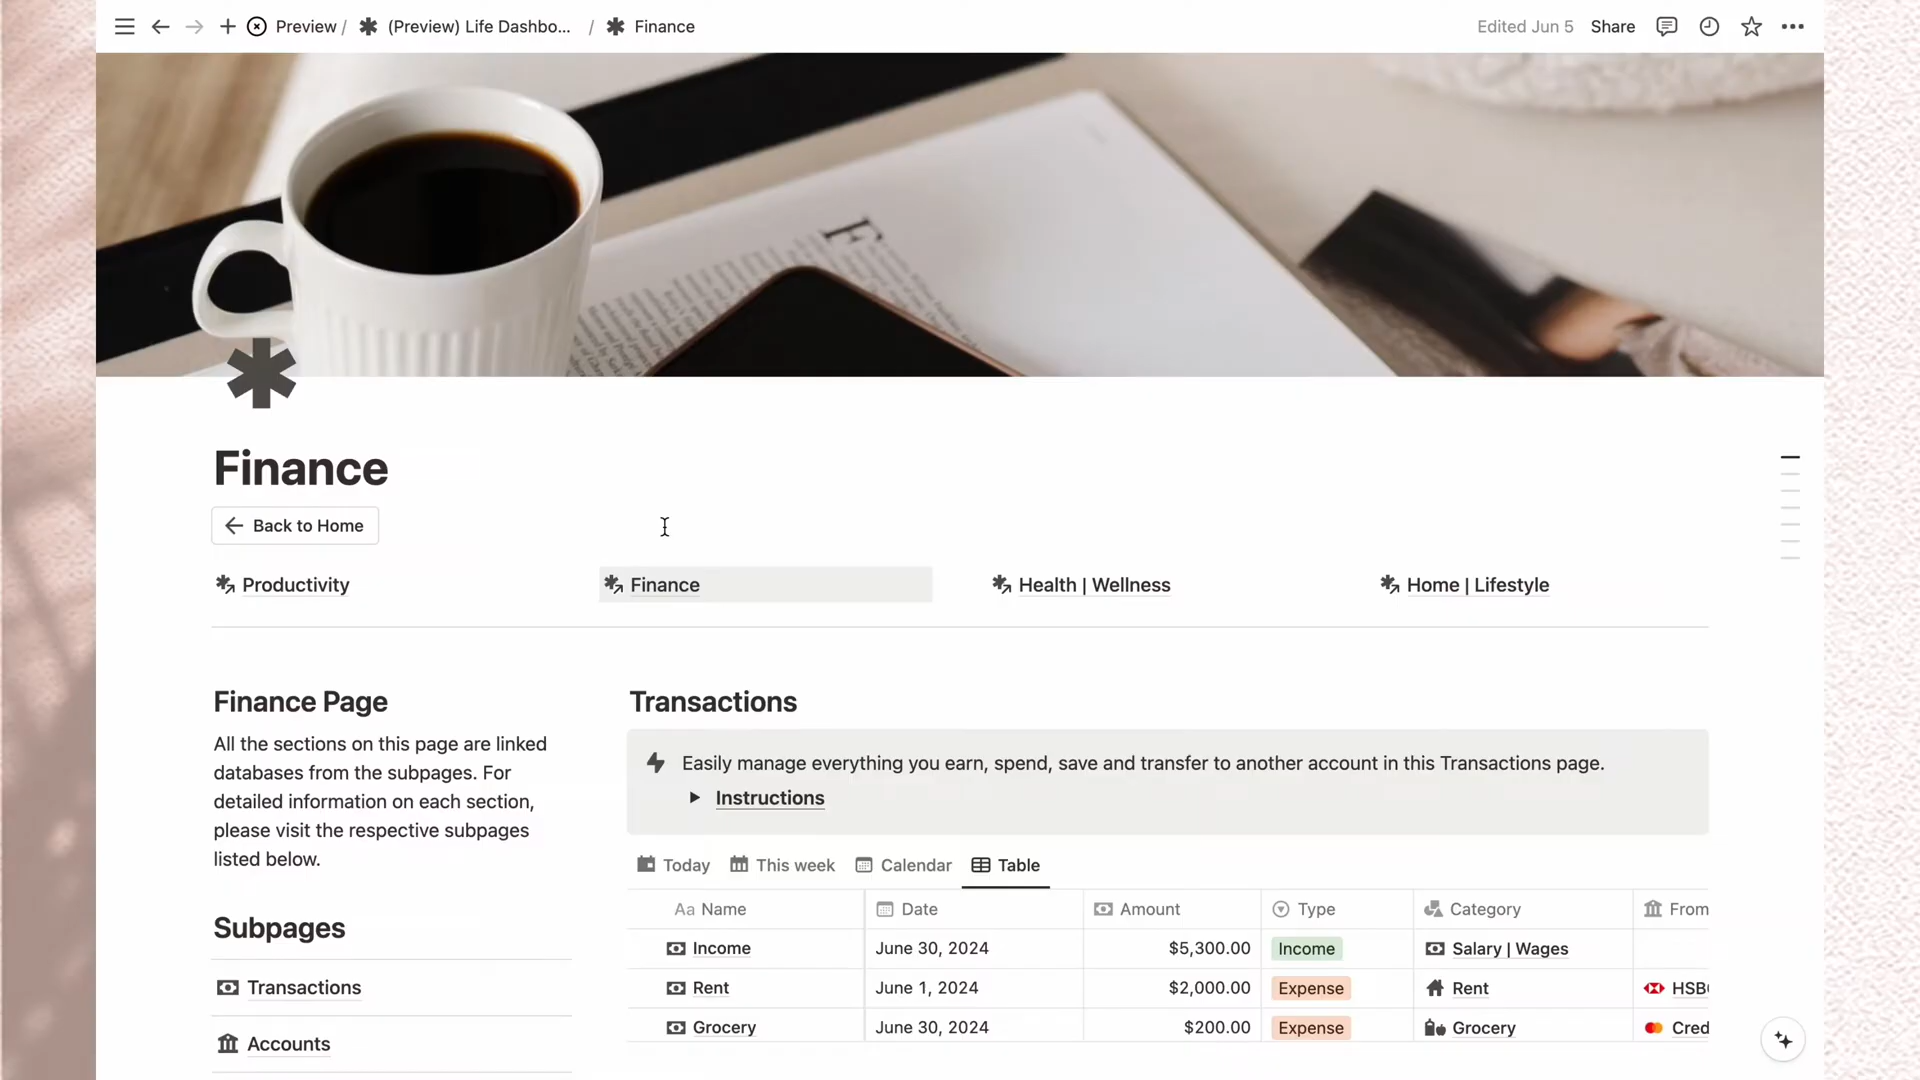 Preview / (Preview) Life Dashbo... / Finance
Edited Jun 5 Share
F
Finance
Back to Home
Productivity Finance Health | Wellness Home | Lifestyle
Finance Page
All the sections on this page are linked
databases from the subpages. For
detailed information on each section,
please visit the respective subpages
listed below.
Subpages
Transactions
Accounts
Transactions
Easily manage everything you earn, spend, save and transfer to another account in this Transactions page.
Instructions
Today This week Calendar Table
Aa Name Date Amount Type Category From
Income June 30, 2024 $5,300.00 Income Salary | Wages
Rent June 1, 2024 $2,000.00 Expense Rent HSB
Grocery June 30, 2024 $200.00 Expense Grocery Cred